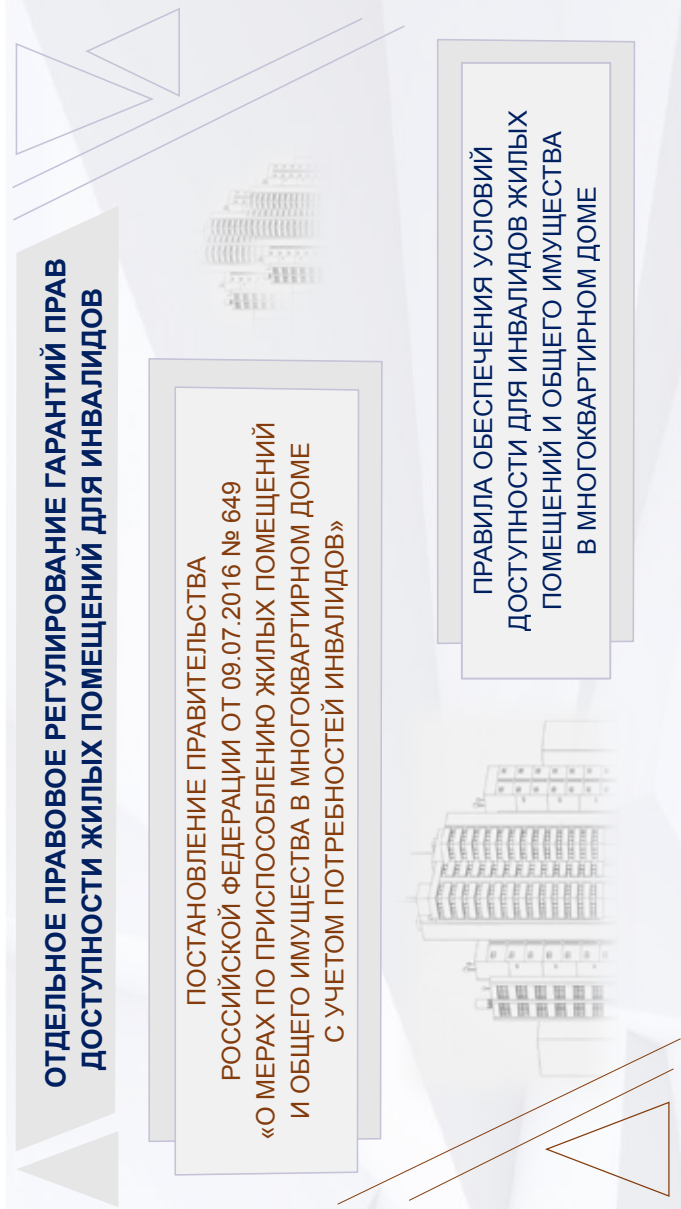 ОТДЕЛЬНОЕ ПРАВОВОЕ РЕГУЛИРОВАНИЕ ГАРАНТИЙ ПРАВ
ДОСТУПНОСТИ ЖИЛЫХ ПОМЕЩЕНИЙ ДЛЯ ИНВАЛИДОВ
ПОСТАНОВЛЕНИЕ ПРАВИТЕЛЬСТВА
РОССИЙСКОЙ ФЕДЕРАЦИИ ОТ 09.07.2016 № 649
«О МЕРАХ ПО ПРИСПОСОБЛЕНИЮ ЖИЛЫХ ПОМЕЩЕНИЙ
И ОБЩЕГО ИМУЩЕСТВА В МНОГОКВАРТИРНОМ ДОМЕ
С УЧЕТОМ ПОТРЕБНОСТЕЙ ИНВАЛИДОВ»
ПРАВИЛА ОБЕСПЕЧЕНИЯ УСЛОВИЙ
ДОСТУПНОСТИ ДЛЯ ИНВАЛИДОВ ЖИЛЫХ
ПОМЕЩЕНИЙ И ОБЩЕГО ИМУЩЕСТВА
В МНОГОКВАРТИРНОМ ДОМЕ